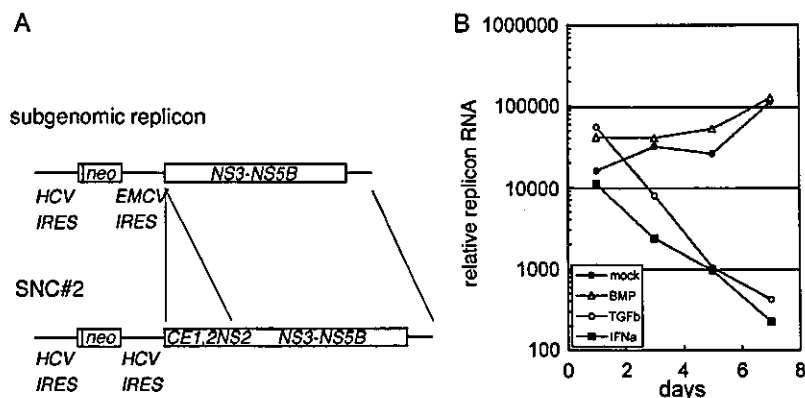 A
subgenomic replicon
neo
NS3-NS5B
HCV
IRES
EMCV
IRES
SNC#2
neo
CE1,2NS2
NS3-NS5B
HCV
IRES
HCV
IRES
B
relative replicon RNA
1000000
100000
10000
1000
100
mock
BMP
TGFb
IFNa
0 2 4 6 8
days